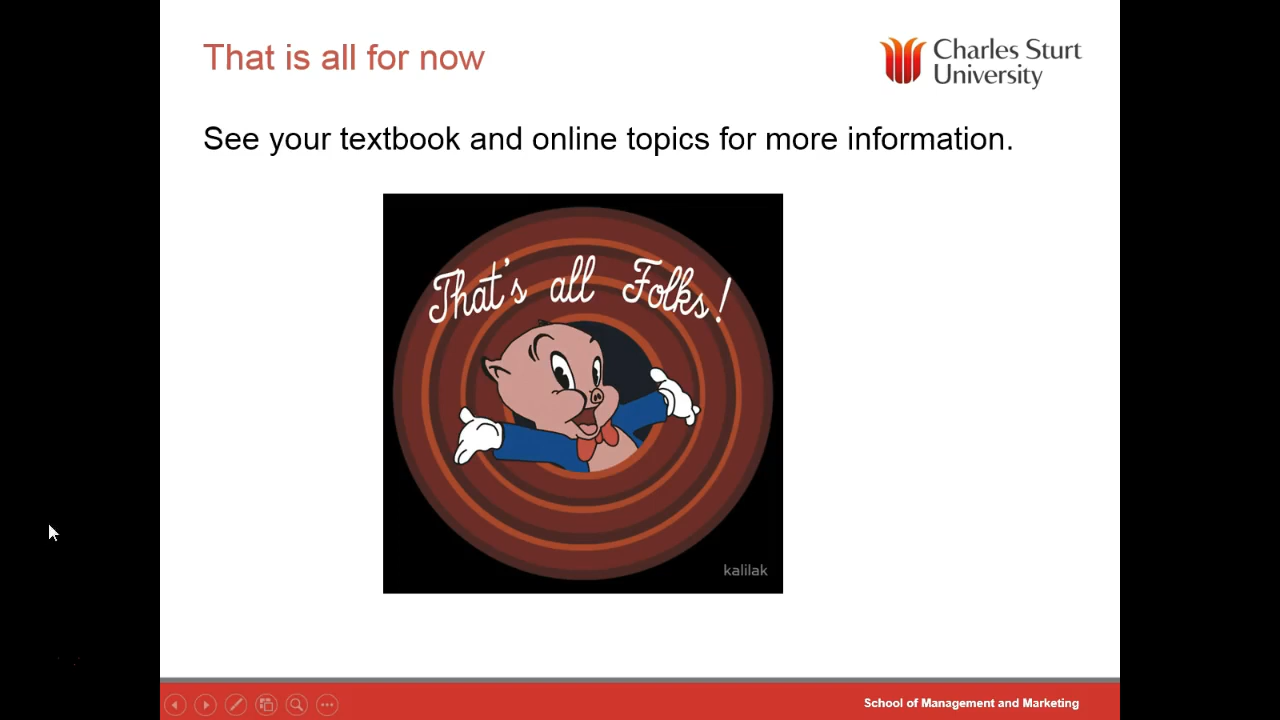 That is all for now
Charles Sturt
University
See your textbook and online topics for more information.
That's all Folks!
kalilak
School of Management and Marketing